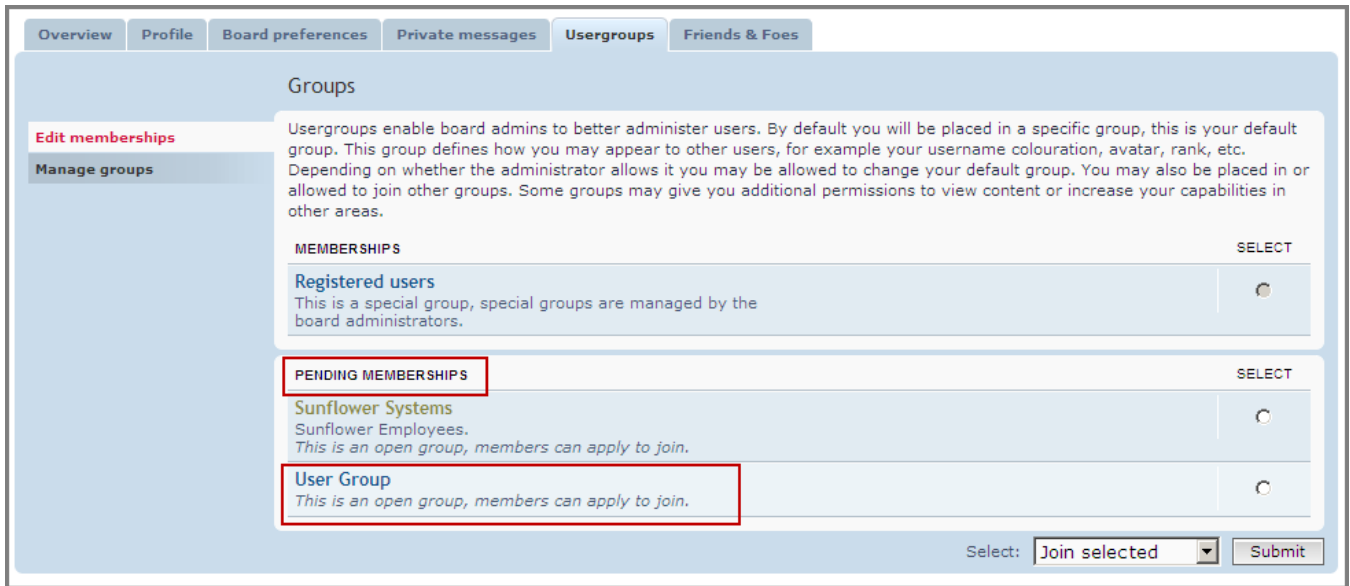 Overview Profile Board preferences Private messages Usergroups Friends & Foes
Groups
Edit memberships
Manage groups
Usergroups enable board admins to better administer users. By default you will be placed in a specific group, this is your default
group. This group defines how you may appear to other users, for example your username colouration, avatar, rank, etc.
Depending on whether the administrator allows it you may be allowed to change your default group. You may also be placed in or
allowed to join other groups. Some groups may give you additional permissions to view content or increase your capabilities in
other areas.
MEMBERSHIPS SELECT
Registered users
This is a special group, special groups are managed by the
board administrators.
PENDING MEMBERSHIPS SELECT
Sunflower Systems
Sunflower Employees.
This is an open group, members can apply to join.
User Group
This is an open group, members can apply to join.
Select: Join selected Submit